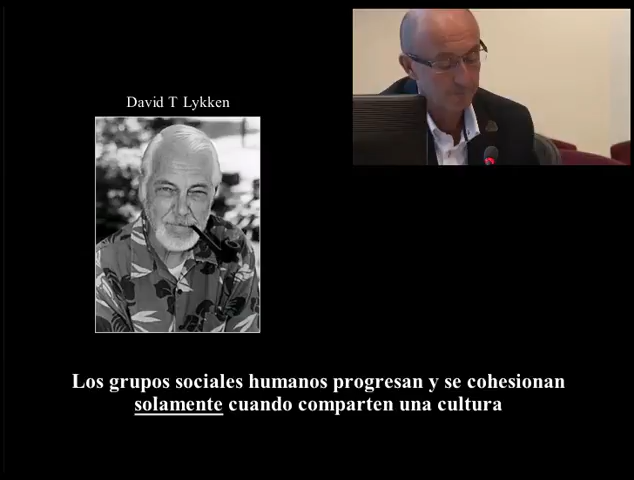 David T Lykken
Los grupos sociales humanos progresan y se cohesionan
solamente cuando comparten una cultura